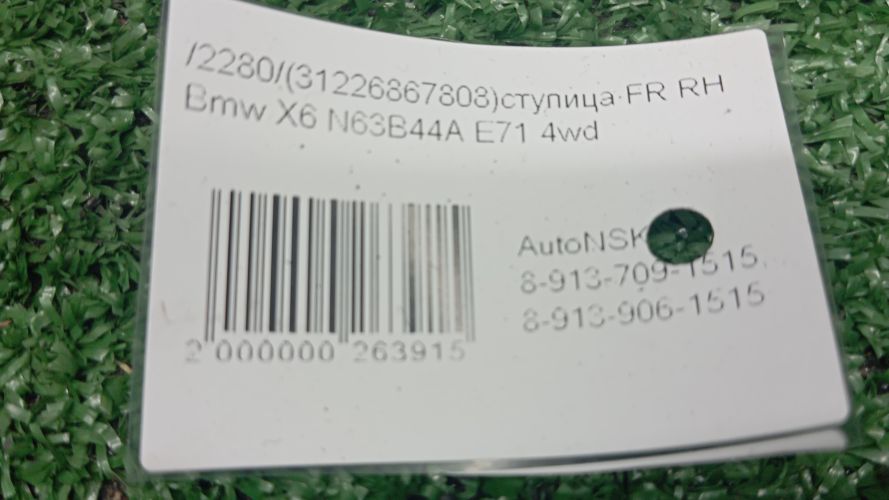 /2280/(31226867808)ступица FR RH
Bmw X6 N63B44A E71 4wd
AutoNSK
8-913-709-1515,
8-913-906-1515
2 000000 263915